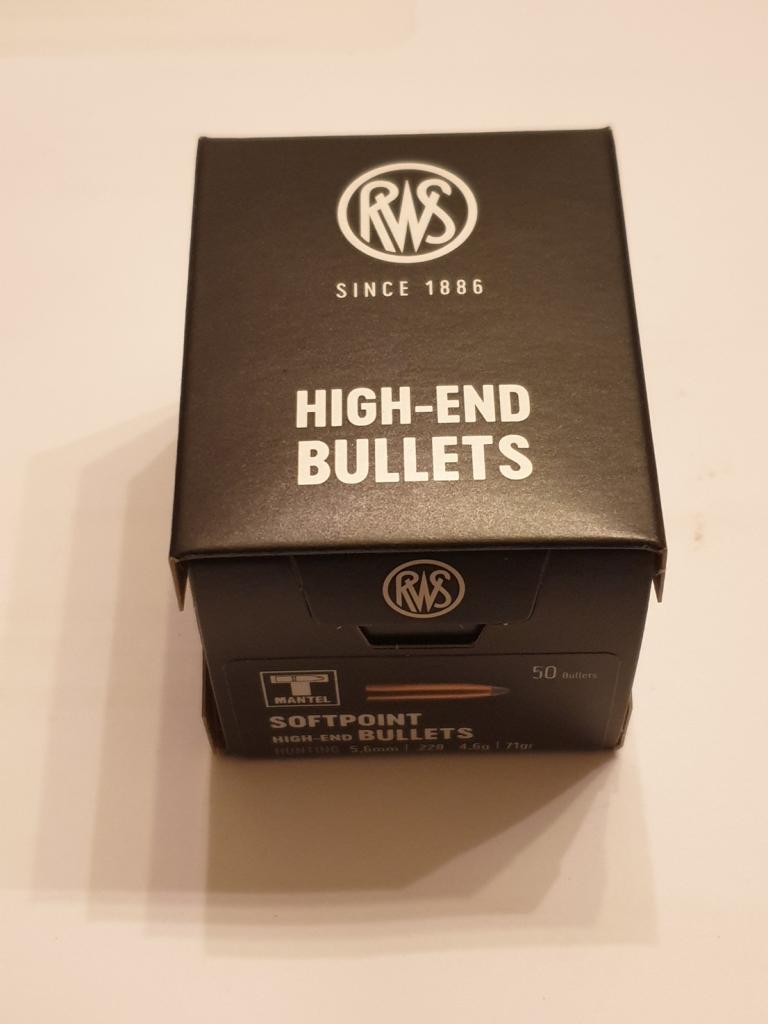 RWS
SINCE 1886
HIGH-END
BULLETS
RWS
50 Bullets
T
MANTEL
SOFTPOINT
HIGH-END BULLETS
HUNTING 5,6mm | .228 4,6g | 71gr